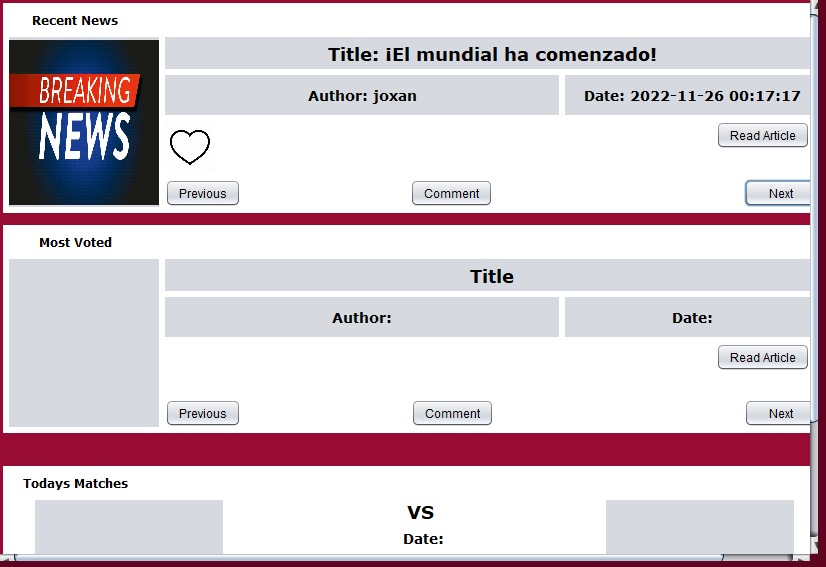 Recent News
BREAKING
NEWS
Title: ¡El mundial ha comenzado!
Author: joxan
Date: 2022-11-26 00:17:17
Read Article
Previous
Comment
Next
Most Voted
Title
Author:
Date:
Read Article
Previous
Comment
Next
Todays Matches
VS
Date: